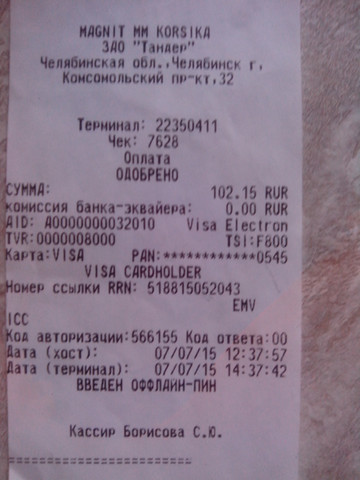 MAGNIT MM KORSIKA
ЗАО "Тандер"
Челябинская обл.,Челябинск г,
Комсомольский пр-кт,32
Терминал: 22350411
Чек: 7628
Оплата
ОДОБРЕНО
СУММА: 102.15 RUR
комиссия банка-эквайера: 0.00 RUR
AID: A0000000032010 Visa Electron
TVR:0000008000 TSI:F800
Карта:VISA PAN:************0545
VISA CARDHOLDER
Номер ссылки RRN: 518815052043
EMV
ICC
Код авторизации:566155 Код ответа:00
Дата (хост): 07/07/15 12:37:57
Дата (терминал): 07/07/15 14:37:42
ВВЕДЕН ОФФЛАЙН-ПИН
Кассир Борисова С.Ю.
========================